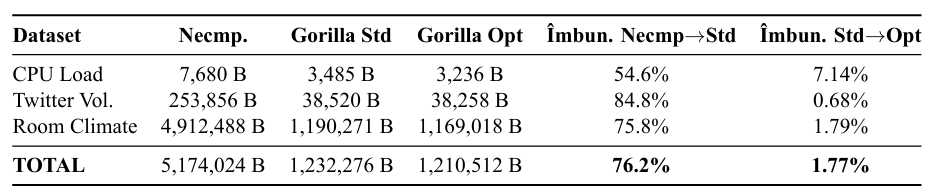 Dataset Necmp. Gorilla Std Gorilla Opt Îmbun. Necmp→Std Îmbun. Std→Opt
CPU Load 7,680 B 3,485 B 3,236 B 54.6% 7.14%
Twitter Vol. 253,856 B 38,520 B 38,258 B 84.8% 0.68%
Room Climate 4,912,488 B 1,190,271 B 1,169,018 B 75.8% 1.79%
TOTAL 5,174,024 B 1,232,276 B 1,210,512 B 76.2% 1.77%